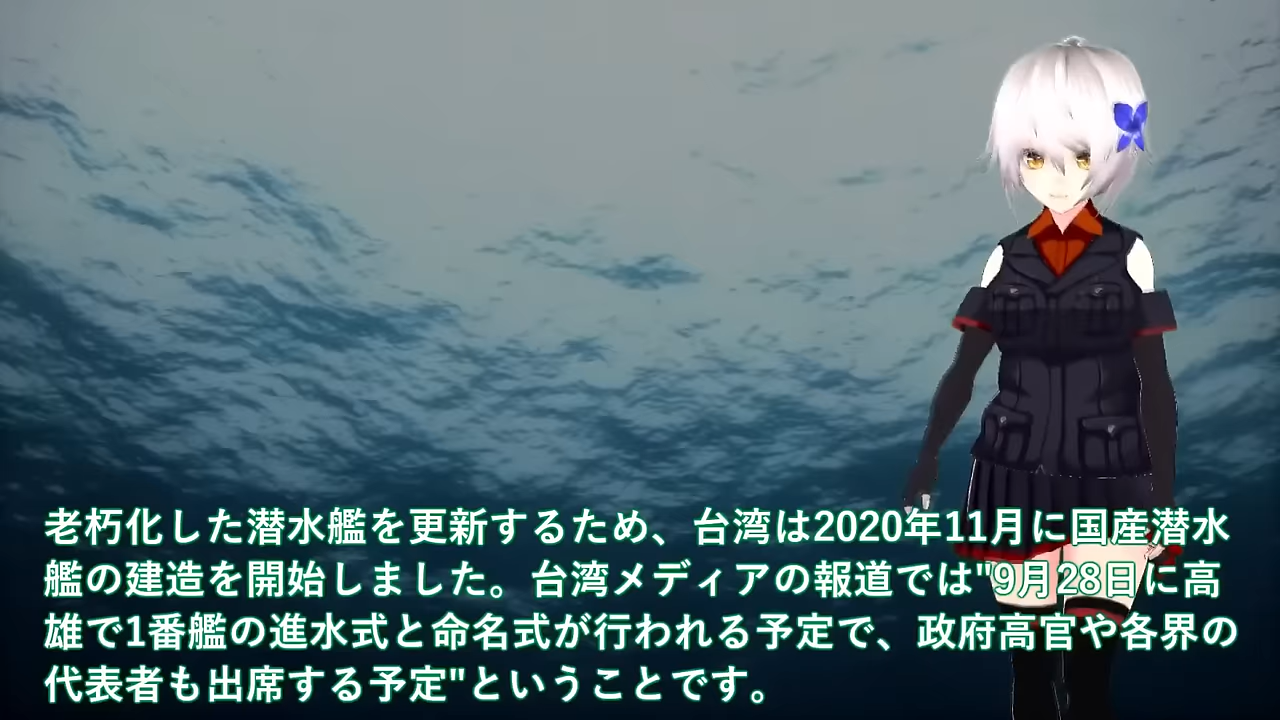 老朽化した潜水艦を更新するため、台湾は2020年11月に国産潜水
艦の建造を開始しました。台湾メディアの報道では"9月28日に高
雄で1番艦の進水式と命名式が行われる予定で、政府高官や各界の
代表者も出席する予定"ということです。